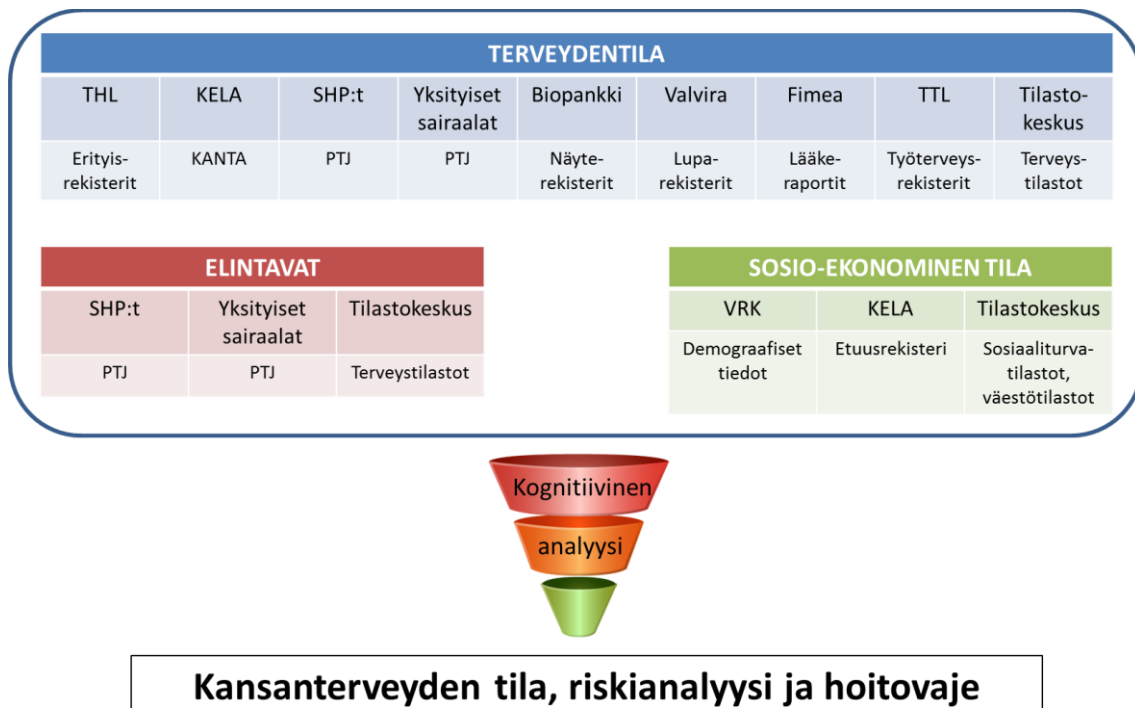 TERVEYDENTILA
THL KELA SHP:t Yksityiset Biopankki Valvira Fimea TTL Tilasto-
sairaalat keskus
Erityis- KANTA PTJ PTJ Näyte- Lupa- Lääke- Työterveys- Terveys-
rekisterit rekisterit rekisterit raportit rekisterit tilastot
ELINTAVAT
SHP:t Yksityiset Tilastokeskus
sairaalat
PTJ PTJ Terveystilastot
SOSIO-EKONOMINEN TILA
VRK KELA Tilastokeskus
Demograafiset Etuusrekisteri Sosiaaliturva-
tiedot tilastot,
väestötilastot
Kognitiivinen
analyysi
Kansanterveyden tila, riskianalyysi ja hoitovaje